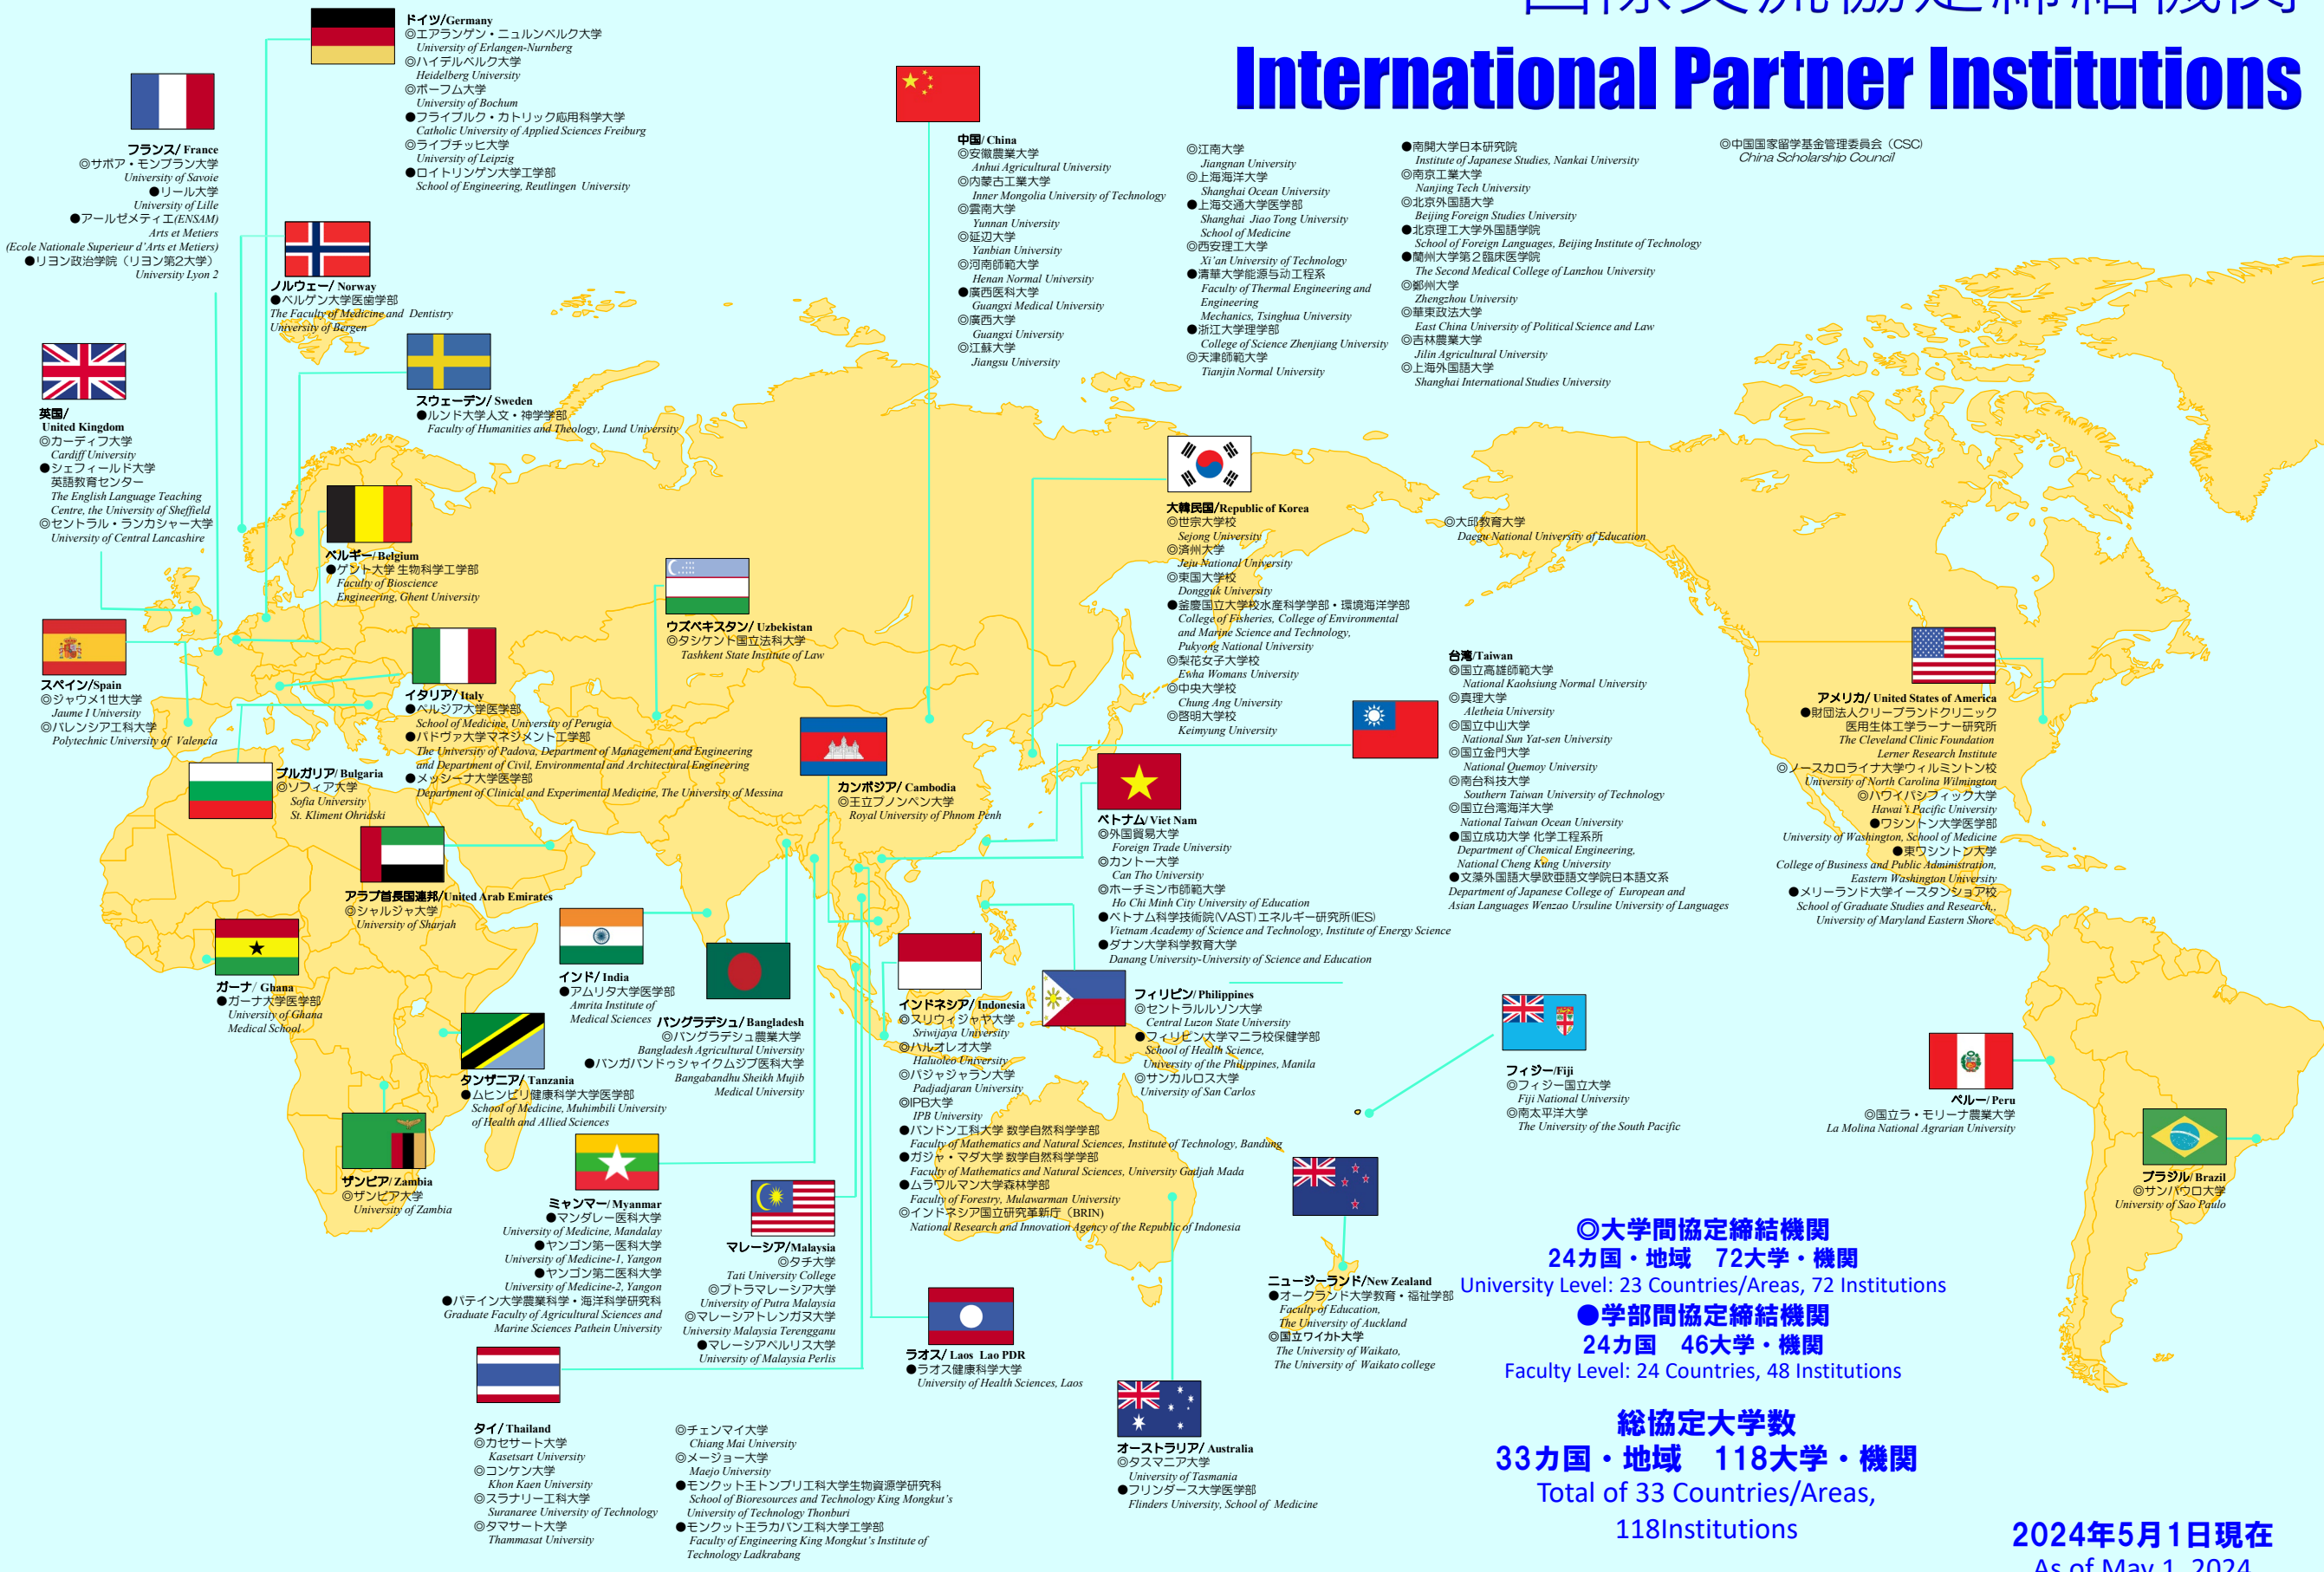 国際交流協定締結機関
International Partner Institutions
ドイツ/Germany
◎エアランゲン・ニュルンベルク大学
University of Erlangen-Nurnberg
◎ハイデルベルク大学
Heidelberg University
◎ボーフム大学
University of Bochum
●フライブルク・カトリック応用科学大学
Catholic University of Applied Sciences Freiburg
◎ライプチッヒ大学
University of Leipzig
●ロイトリンゲン大学工学部
School of Engineering, Reutlingen University
フランス/ France
◎サボア・モンブラン大学
University of Savoie
●リール大学
University of Lille
●アールゼメティエ(ENSAM)
Arts et Metiers
(Ecole Nationale Superieur d'Arts et Metiers)
●リヨン政治学院（リヨン第2大学）
University Lyon 2
ノルウェー/ Norway
●ベルゲン大学医歯学部
The Faculty of Medicine and Dentistry
University of Bergen
スウェーデン/ Sweden
●ルンド大学人文・神学学部
Faculty of Humanities and Theology, Lund University
英国/
United Kingdom
◎カーディフ大学
Cardiff University
●シェフィールド大学
英語教育センター
The English Language Teaching
Centre, the University of Sheffield
◎セントラル・ランカシャー大学
University of Central Lancashire
ベルギー/ Belgium
●ゲント大学 生物科学工学部
Faculty of Bioscience
Engineering, Ghent University
スペイン/Spain
◎ジャウメ1世大学
Jaume I University
◎バレンシア工科大学
Polytechnic University of Valencia
イタリア/ Italy
●ペルジア大学医学部
School of Medicine, University of Perugia
●パドヴァ大学マネジメント工学部
The University of Padova, Department of Management and Engineering
and Department of Civil, Environmental and Architectural Engineering
●メッシーナ大学医学部
Department of Clinical and Experimental Medicine, The University of Messina
ブルガリア/ Bulgaria
◎ソフィア大学
Sofia University
St. Kliment Ohridski
ウズベキスタン/ Uzbekistan
◎タシケント国立法科大学
Tashkent State Institute of Law
中国/ China
◎安徽農業大学
Anhui Agricultural University
◎内蒙古工業大学
Inner Mongolia University of Technology
◎雲南大学
Yunnan University
◎延辺大学
Yanbian University
◎河南師範大学
Henan Normal University
●廣西医科大学
Guangxi Medical University
◎廣西大学
Guangxi University
◎江蘇大学
Jiangsu University
◎江南大学
Jiangnan University
◎上海海洋大学
Shanghai Ocean University
●上海交通大学医学部
Shanghai Jiao Tong University
School of Medicine
◎西安理工大学
Xi'an University of Technology
●清華大学能源与动工程系
Faculty of Thermal Engineering and
Engineering
Mechanics, Tsinghua University
●浙江大学理学部
College of Science Zhenjiang University
◎天津師範大学
Tianjin Normal University
●南開大学日本研究院
Institute of Japanese Studies, Nankai University
◎南京工業大学
Nanjing Tech University
◎北京外国語大学
Beijing Foreign Studies University
●北京理工大学外国語学院
School of Foreign Languages, Beijing Institute of Technology
●蘭州大学第２臨床医学院
The Second Medical College of Lanzhou University
◎鄭州大学
Zhengzhou University
◎華東政法大学
East China University of Political Science and Law
◎吉林農業大学
Jilin Agricultural University
◎上海外国語大学
Shanghai International Studies University
◎中国国家留学基金管理委員会（CSC）
China Scholarship Council
大韓民国/Republic of Korea
◎世宗大学校
Sejong University
◎済州大学
Jeju National University
◎東国大学校
Dongguk University
●釜慶国立大学校水産科学学部・環境海洋学部
College of Fisheries, College of Environmental
and Marine Science and Technology,
Pukyong National University
◎梨花女子大学校
Ewha Womans University
◎中央大学校
Chung Ang University
◎啓明大学校
Keimyung University
◎大邱教育大学
Daegu National University of Education
台湾/Taiwan
◎国立高雄師範大学
National Kaohsiung Normal University
◎真理大学
Aletheia University
◎国立中山大学
National Sun Yat-sen University
◎国立金門大学
National Quemoy University
◎南台科技大学
Southern Taiwan University of Technology
◎国立台湾海洋大学
National Taiwan Ocean University
●国立成功大学 化学工程系所
Department of Chemical Engineering,
National Cheng Kung University
●文藻外国語大學欧亜語文学院日本語文系
Department of Japanese College of European and
Asian Languages Wenzao Ursuline University of Languages
アメリカ/ United States of America
●財団法人クリーブランドクリニック
医用生体工学ラーナー研究所
The Cleveland Clinic Foundation
Lerner Research Institute
◎ノースカロライナ大学ウィルミントン校
University of North Carolina Wilmington
◎ハワイパシフィック大学
Hawai'i Pacific University
●ワシントン大学医学部
University of Washington, School of Medicine
●東ワシントン大学
College of Business and Public Administration,
Eastern Washington University
●メリーランド大学イースタンショア校
School of Graduate Studies and Research,,
University of Maryland Eastern Shore
カンボジア/ Cambodia
◎王立プノンペン大学
Royal University of Phnom Penh
ベトナム/ Viet Nam
◎外国貿易大学
Foreign Trade University
◎カントー大学
Can Tho University
◎ホーチミン市師範大学
Ho Chi Minh City University of Education
●ベトナム科学技術院(VAST)エネルギー研究所(IES)
Vietnam Academy of Science and Technology, Institute of Energy Science
●ダナン大学科学教育大学
Danang University-University of Science and Education
アラブ首長国連邦/United Arab Emirates
◎シャルジャ大学
University of Sharjah
ガーナ/ Ghana
●ガーナ大学医学部
University of Ghana
Medical School
インド/ India
●アムリタ大学医学部
Amrita Institute of
Medical Sciences
バングラデシュ/ Bangladesh
◎バングラデシュ農業大学
Bangladesh Agricultural University
●バンガバンドゥシャイクムジブ医科大学
Bangabandhu Sheikh Mujib
Medical University
タンザニア/ Tanzania
●ムヒンビリ健康科学大学医学部
School of Medicine, Muhimbili University
of Health and Allied Sciences
ザンビア/ Zambia
◎ザンビア大学
University of Zambia
ミャンマー/ Myanmar
●マンダレー医科大学
University of Medicine, Mandalay
●ヤンゴン第一医科大学
University of Medicine-1, Yangon
●ヤンゴン第二医科大学
University of Medicine-2, Yangon
●パテイン大学農業科学・海洋科学研究科
Graduate Faculty of Agricultural Sciences and
Marine Sciences Pathein University
マレーシア/Malaysia
◎タチ大学
Tati University College
◎プトラマレーシア大学
University of Putra Malaysia
◎マレーシアトレンガヌ大学
University Malaysia Terengganu
●マレーシアペルリス大学
University of Malaysia Perlis
インドネシア/ Indonesia
◎スリウィジャヤ大学
Sriwijaya University
◎ハルオレオ大学
Haluoleo University
◎パジャジャラン大学
Padjadjaran University
◎IPB大学
IPB University
●バンドン工科大学 数学自然科学学部
Faculty of Mathematics and Natural Sciences, Institute of Technology, Bandung
●ガジャ・マダ大学 数学自然科学学部
Faculty of Mathematics and Natural Sciences, University Gadjah Mada
●ムラワルマン大学森林学部
Faculty of Forestry, Mulawarman University
◎インドネシア国立研究革新庁（BRIN)
National Research and Innovation Agency of the Republic of Indonesia
フィリピン/ Philippines
◎セントラルルソン大学
Central Luzon State University
●フィリピン大学マニラ校保健学部
School of Health Science,
University of the Philippines, Manila
◎サンカルロス大学
University of San Carlos
フィジー/Fiji
◎フィジー国立大学
Fiji National University
◎南太平洋大学
The University of the South Pacific
ペルー/ Peru
◎国立ラ・モリーナ農業大学
La Molina National Agrarian University
ブラジル/ Brazil
◎サンパウロ大学
University of Sao Paulo
ラオス/ Laos Lao PDR
●ラオス健康科学大学
University of Health Sciences, Laos
ニュージーランド/New Zealand
●オークランド大学教育・福祉学部
Faculty of Education,
The University of Auckland
◎国立ワイカト大学
The University of Waikato,
The University of Waikato college
オーストラリア/ Australia
◎タスマニア大学
University of Tasmania
●フリンダース大学医学部
Flinders University, School of Medicine
タイ/ Thailand
◎カセサート大学
Kasetsart University
◎コンケン大学
Khon Kaen University
◎スラナリー工科大学
Suranaree University of Technology
◎タマサート大学
Thammasat University
◎チェンマイ大学
Chiang Mai University
◎メージョー大学
Maejo University
●モンクット王トンブリ工科大学生物資源学研究科
School of Bioresources and Technology King Mongkut's
University of Technology Thonburi
●モンクット王ラカバン工科大学工学部
Faculty of Engineering King Mongkut's Institute of
Technology Ladkrabang
◎大学間協定締結機関
24カ国・地域　72大学・機関
University Level: 23 Countries/Areas, 72 Institutions
●学部間協定締結機関
24カ国　46大学・機関
Faculty Level: 24 Countries, 48 Institutions
総協定大学数
33カ国・地域　118大学・機関
Total of 33 Countries/Areas,
118Institutions
2024年5月1日現在
As of May 1, 2024